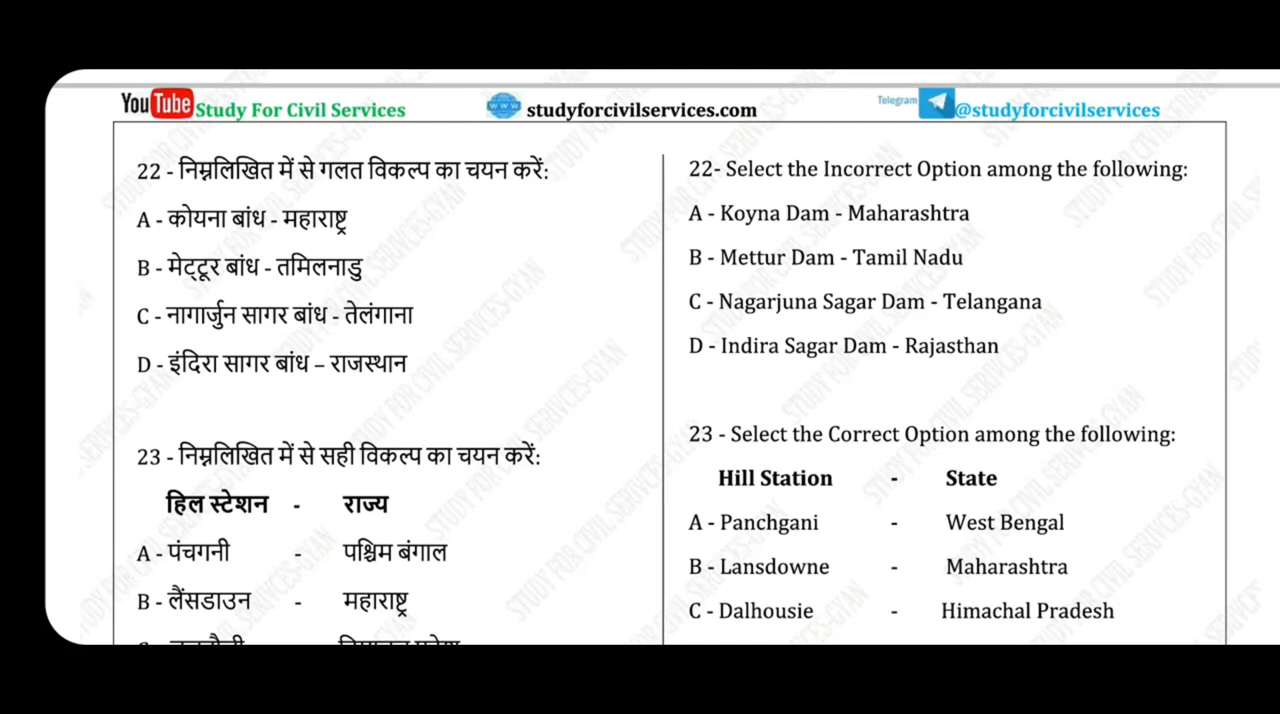 YouTube Study For Civil Services
www studyforcivilservices.com
Telegram @studyforcivilservices
22 - निम्नलिखित में से गलत विकल्प का चयन करें:
A - कोयना बांध - महाराष्ट्र
B - मेट्टूर बांध - तमिलनाडु
C - नागार्जुन सागर बांध - तेलंगाना
D - इंदिरा सागर बांध – राजस्थान
23 - निम्नलिखित में से सही विकल्प का चयन करें:
हिल स्टेशन - राज्य
A - पंचगनी - पश्चिम बंगाल
B - लैंसडाउन - महाराष्ट्र
22- Select the Incorrect Option among the following:
A - Koyna Dam - Maharashtra
B - Mettur Dam - Tamil Nadu
C - Nagarjuna Sagar Dam - Telangana
D - Indira Sagar Dam - Rajasthan
23 - Select the Correct Option among the following:
Hill Station - State
A - Panchgani - West Bengal
B - Lansdowne - Maharashtra
C - Dalhousie - Himachal Pradesh